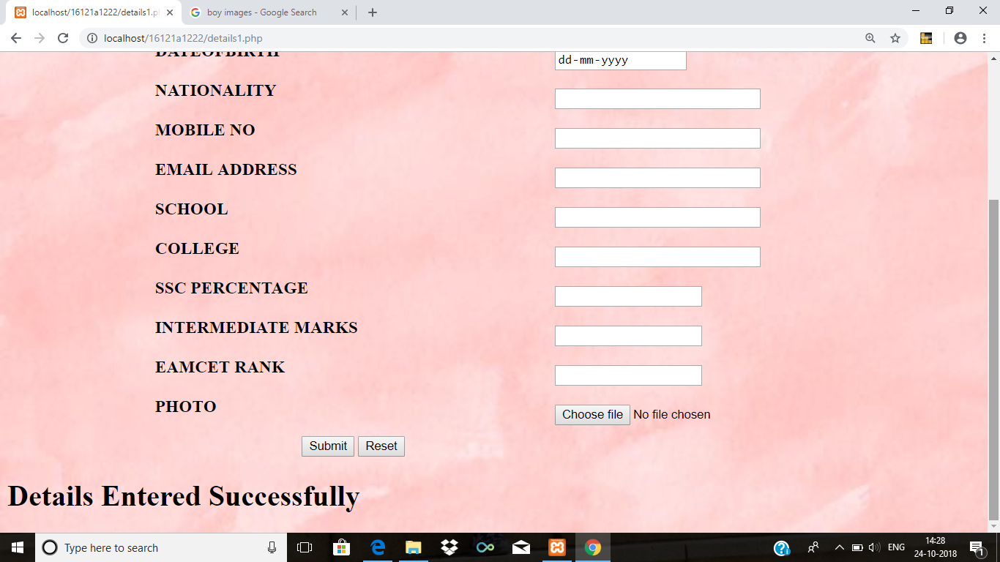 localhost/16121a1222/details1.p
boy images - Google Search
localhost/16121a1222/details1.php
DATEOFBIRTH
dd-mm-yyyy
NATIONALITY
MOBILE NO
EMAIL ADDRESS
SCHOOL
COLLEGE
SSC PERCENTAGE
INTERMEDIATE MARKS
EAMCET RANK
PHOTO
Choose file No file chosen
Submit Reset
Details Entered Successfully
Type here to search
ENG
14:28
24-10-2018
1